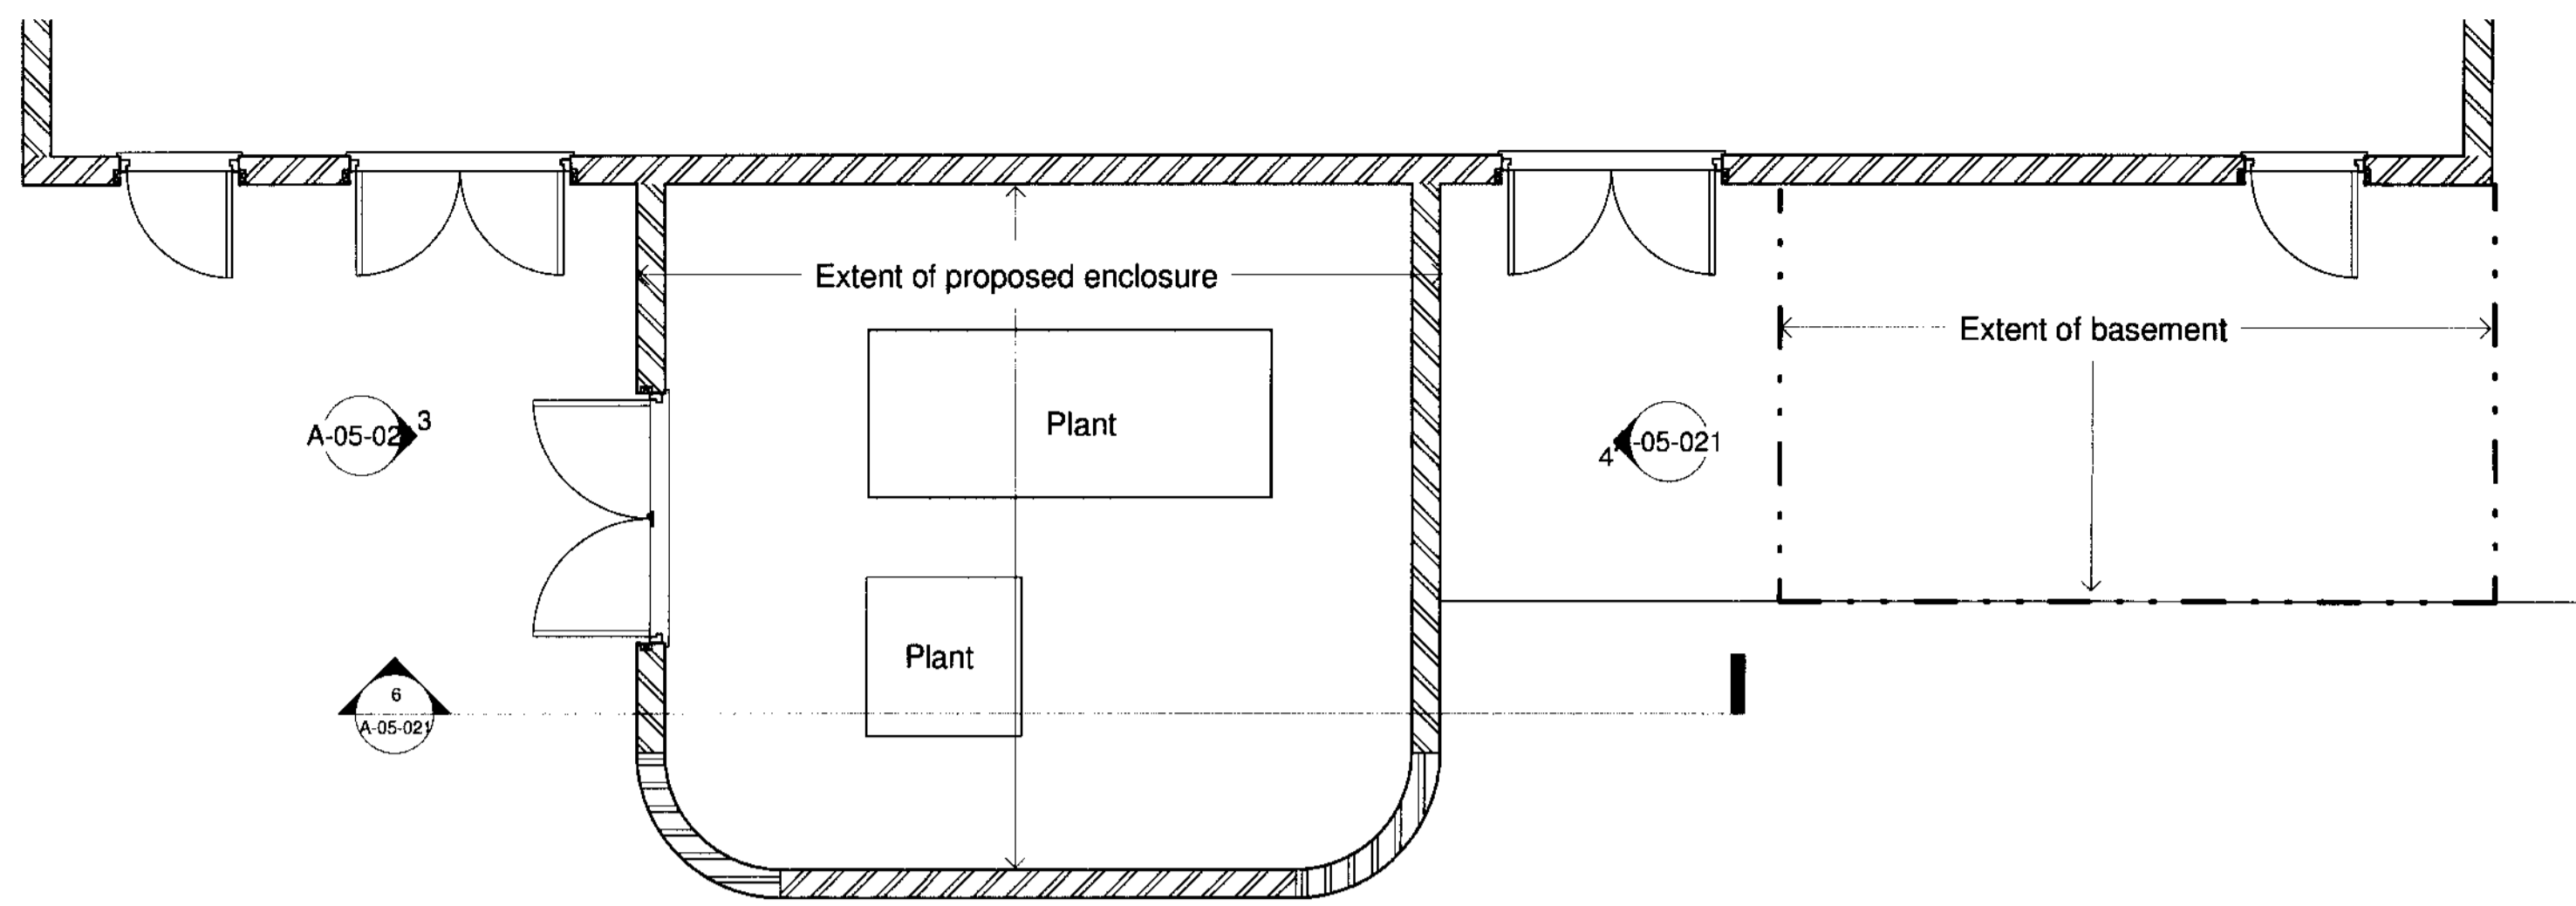 Extent of proposed enclosure
Extent of basement
Plant
A-05-02
3
4
-05-021
Plant
6
A-05-021